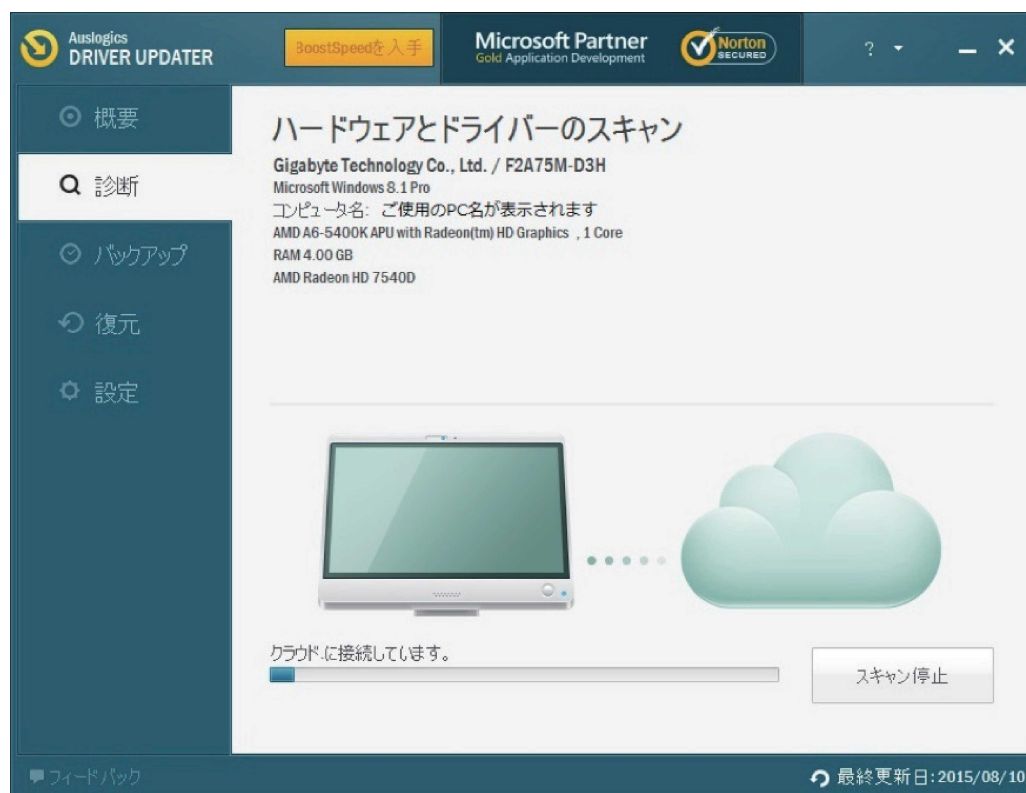 Auslogics
DRIVER UPDATER
BoostSpeedを入手
Microsoft Partner
Gold Application Development
Norton
SECURED
?
概要
診断
バックアップ
復元
設定
ハードウェアとドライバーのスキャン
Gigabyte Technology Co., Ltd. / F2A75M-D3H
Microsoft Windows 8.1 Pro
コンピュータ名: ご使用のPC名が表示されます
AMD A6-5400K APU with Radeon(tm) HD Graphics , 1 Core
RAM 4.00 GB
AMD Radeon HD 7540D
クラウド.に接続しています。
スキャン停止
フィードバック
最終更新日:2015/08/10